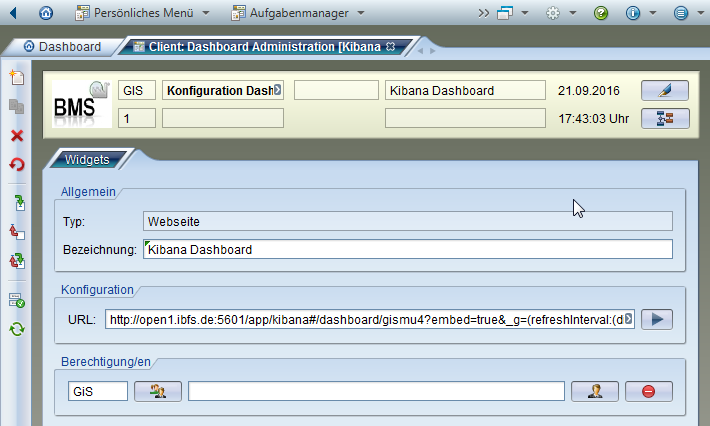 Persönliches Menü Aufgabenmanager
Dashboard Client: Dashboard Administration [Kibana
BMS GIS Konfiguration Dash Kibana Dashboard 21.09.2016
1 17:43:03 Uhr
Widgets
Allgemein
Typ: Webseite
Bezeichnung: Kibana Dashboard
Konfiguration
URL: http://open1.ibfs.de:5601/app/kibana#/dashboard/gismu4?embed=true&_g=(refreshInterval:(d
Berechtigung/en
GiS